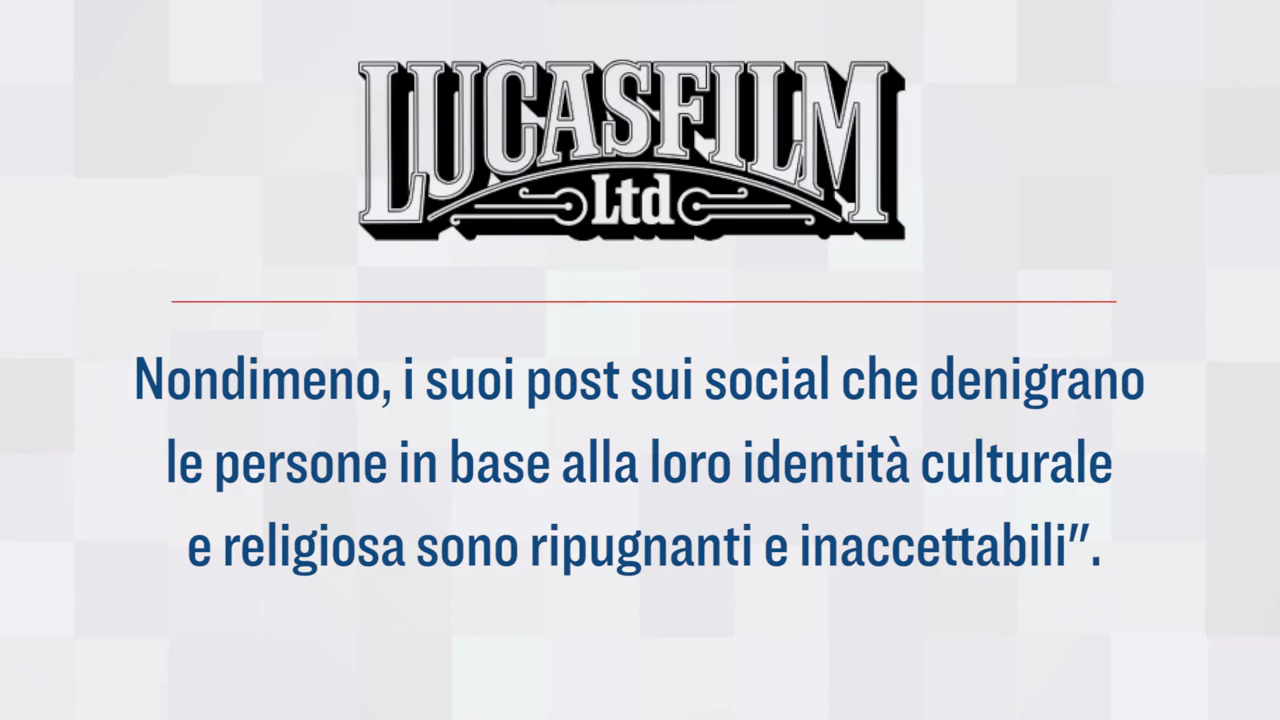 LUCASFILM
Ltd
Nondimeno, i suoi post sui social che denigrano
le persone in base alla loro identità culturale
e religiosa sono ripugnanti e inaccettabili”.